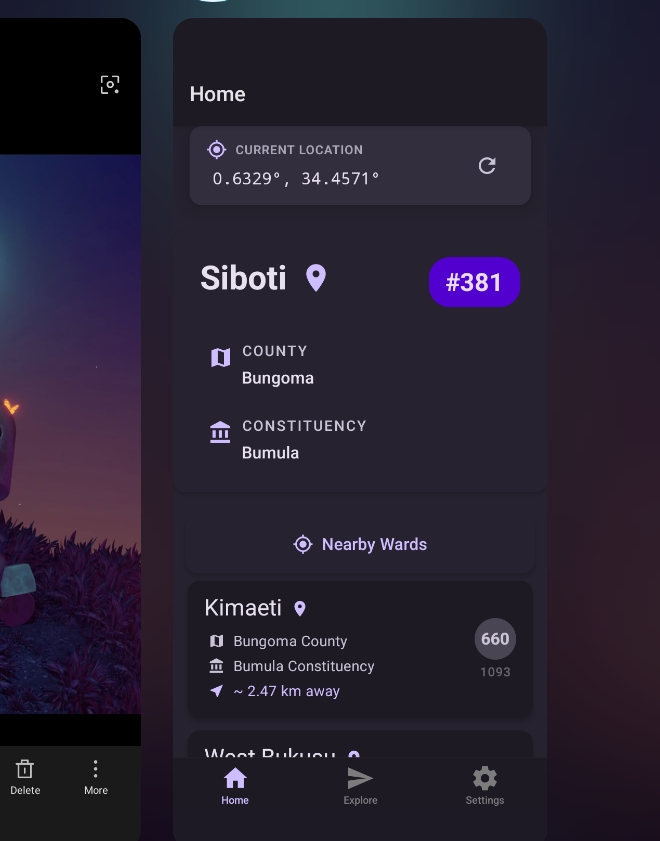 Home
CURRENT LOCATION
0.6329°, 34.4571°
Siboti
#381
COUNTY
Bungoma
CONSTITUENCY
Bumula
Nearby Wards
Kimaeti
Bungoma County
Bumula Constituency
~ 2.47 km away
660
1093
West Bukusu
Home
Explore
Settings
Delete
More